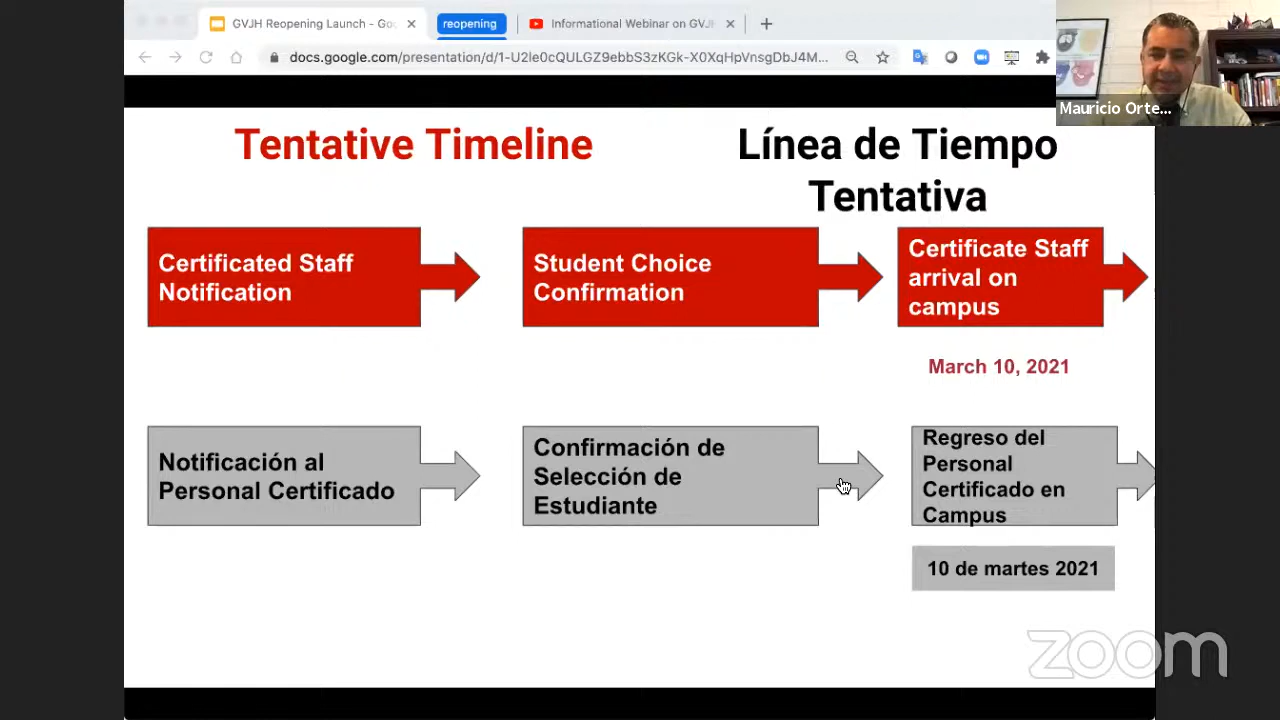 GVJH Reopening Launch - Goo
reopening
Informational Webinar on GVJH
docs.google.com/presentation/d/1-U2le0cQULGZ9ebbS3zKGk-X0XqHpVnsgDbJ4M...
Mauricio Orte...
Tentative Timeline
Línea de Tiempo
Tentativa
Certificated Staff
Notification
Student Choice
Confirmation
Certificate Staff
arrival on
campus
March 10, 2021
Notificación al
Personal Certificado
Confirmación de
Selección de
Estudiante
Regreso del
Personal
Certificado en
Campus
10 de martes 2021
zoom